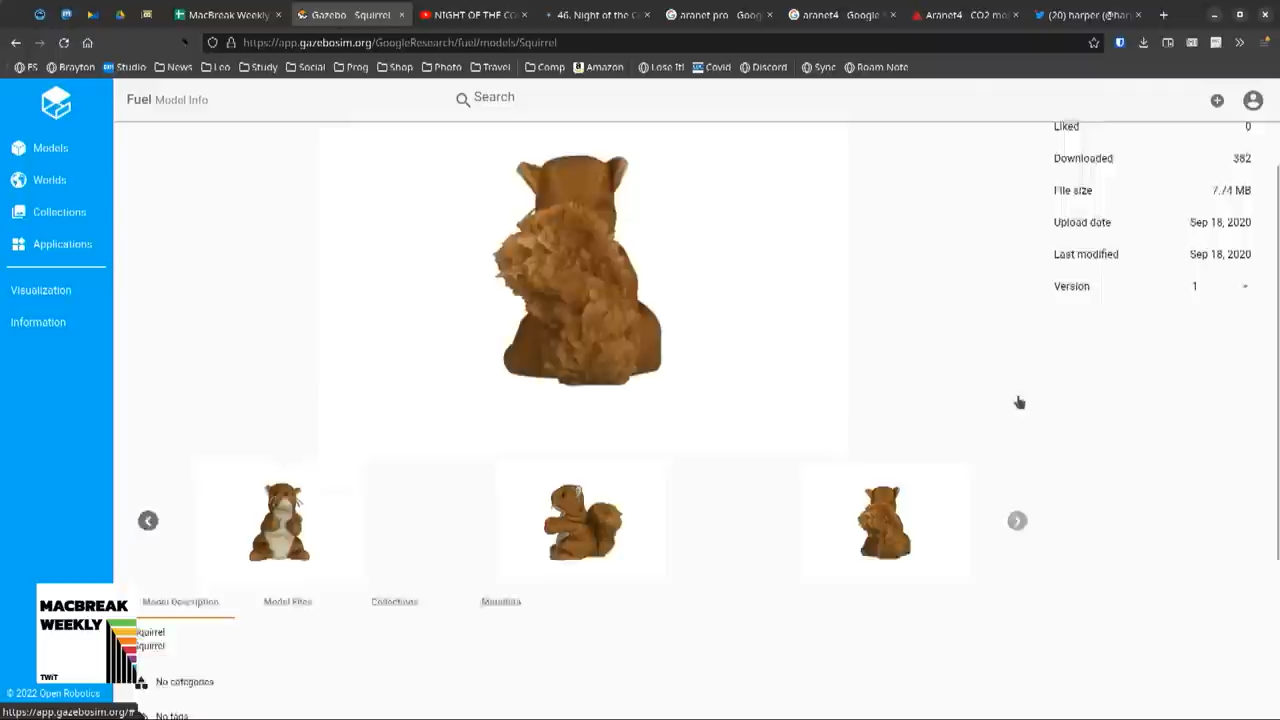 MacBreak Weekly
Gazebo - Squirrel
NIGHT OF THE CO
46. Night of the C
aranet pro - Goog
aranet4 - Google
Aranet4 - CO2 mo
(20) harper (@har
https://app.gazebosim.org/GoogleResearch/fuel/models/Squirrel
FS
Brayton
Studio
News
Leo
Study
Social
Prog
Shop
Photo
Travel
Comp
Amazon
Lose It!
Covid
Discord
Sync
Roam Note
Fuel Model Info
Search
Models
Worlds
Collections
Applications
Visualization
Information
Liked 0
Downloaded 382
File size 7.74 MB
Upload date Sep 18, 2020
Last modified Sep 18, 2020
Version 1
Model Description
Model Files
Collections
Metadata
quirrel
quirrel
No categories
No tags
MACBREAK
WEEKLY
TWiT
© 2022 Open Robotics
https://app.gazebosim.org/#